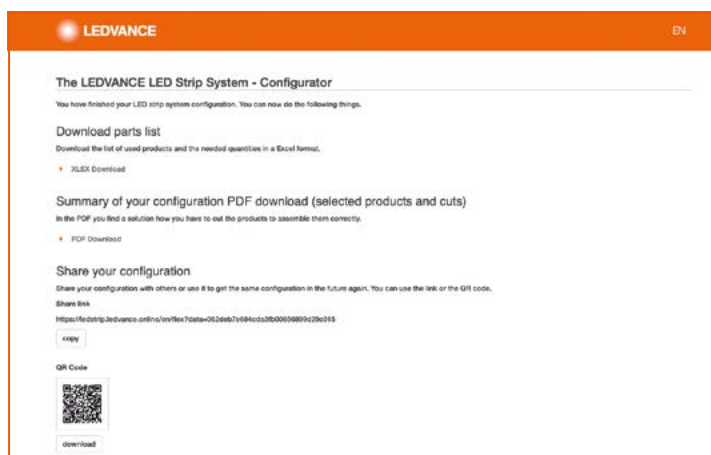 LEDVANCE
EN
The LEDVANCE LED Strip System - Configurator
You have finished your LED strip system configuration. You can now do the following things.
Download parts list
Download the list of used products and the needed quantities in a Excel format.
XLSX Download
Summary of your configuration PDF download (selected products and cuts)
In the PDF you find a solution how you have to cut the products to assemble them correctly.
PDF Download
Share your configuration
Share your configuration with others or use it to get the same configuration in the future again. You can use the link or the QR code.
Share link
copy
QR Code
download